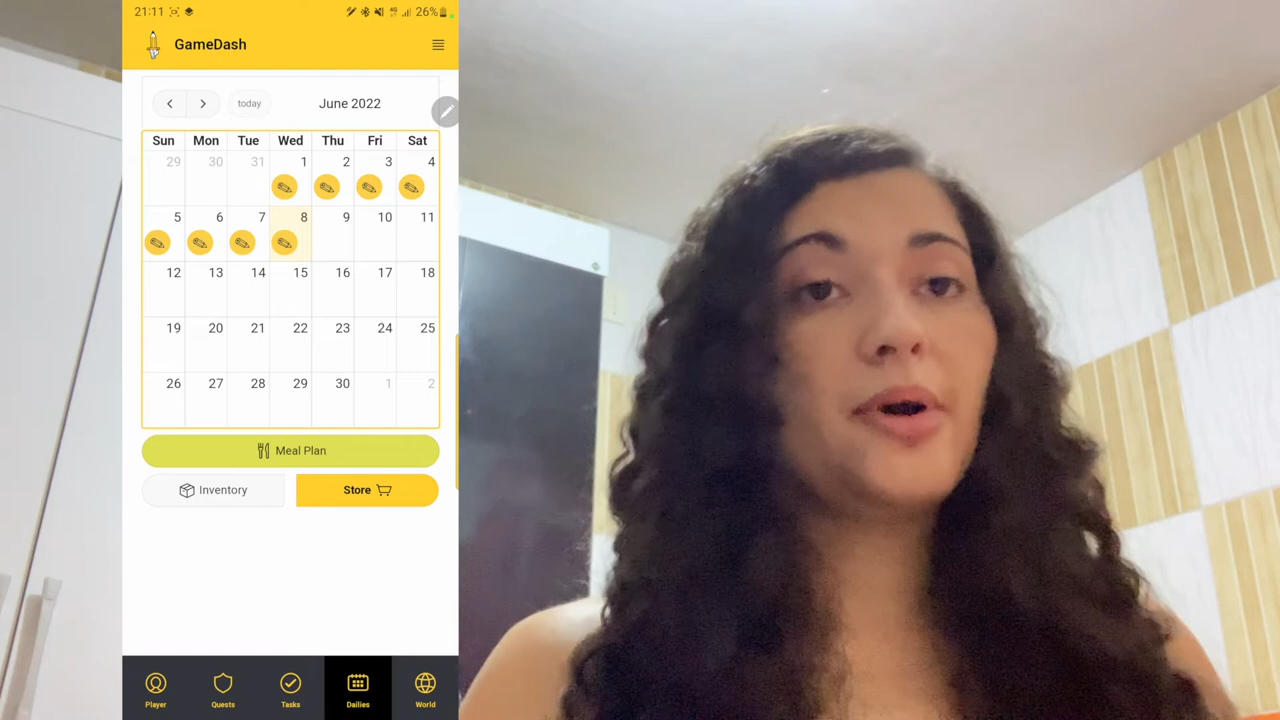 21:11 26%
GameDash
today June 2022
Sun Mon Tue Wed Thu Fri Sat
29 30 31 1 2 3 4
5 6 7 8 9 10 11
12 13 14 15 16 17 18
19 20 21 22 23 24 25
26 27 28 29 30 1 2
Meal Plan
Inventory Store
Player Quests Tasks Dailies World